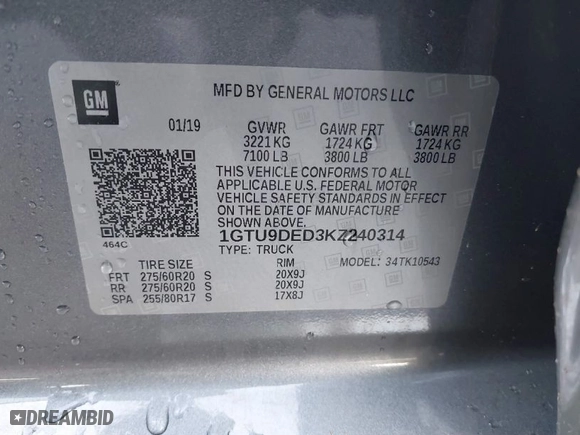 GM
MFD BY GENERAL MOTORS LLC
01/19 GVWR GAWR FRT GAWR RR
3221 KG 1724 KG 1724 KG
7100 LB 3800 LB 3800 LB
THIS VEHICLE CONFORMS TO ALL
APPLICABLE U.S. FEDERAL MOTOR
VEHICLE SAFETY STANDARDS IN EFFECT
ON THE DATE OF MANUFACTURE
464C
1GTU9DED3KZ240314
TYPE: TRUCK MODEL: 34TK10543
TIRE SIZE RIM
FRT 275/60R20 S 20X9J
RR 275/60R20 S 20X9J
SPA 255/80R17 S 17X8J
DREAMBID